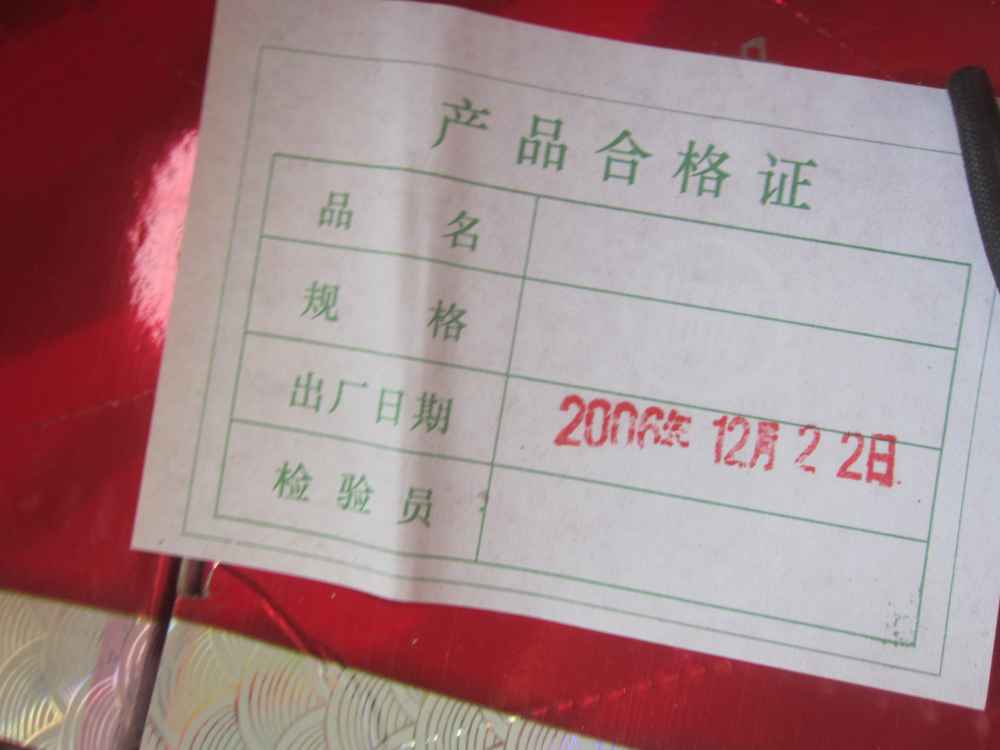 产品合格证
品名
规格
出厂日期 2006年 12月 22日
检验员